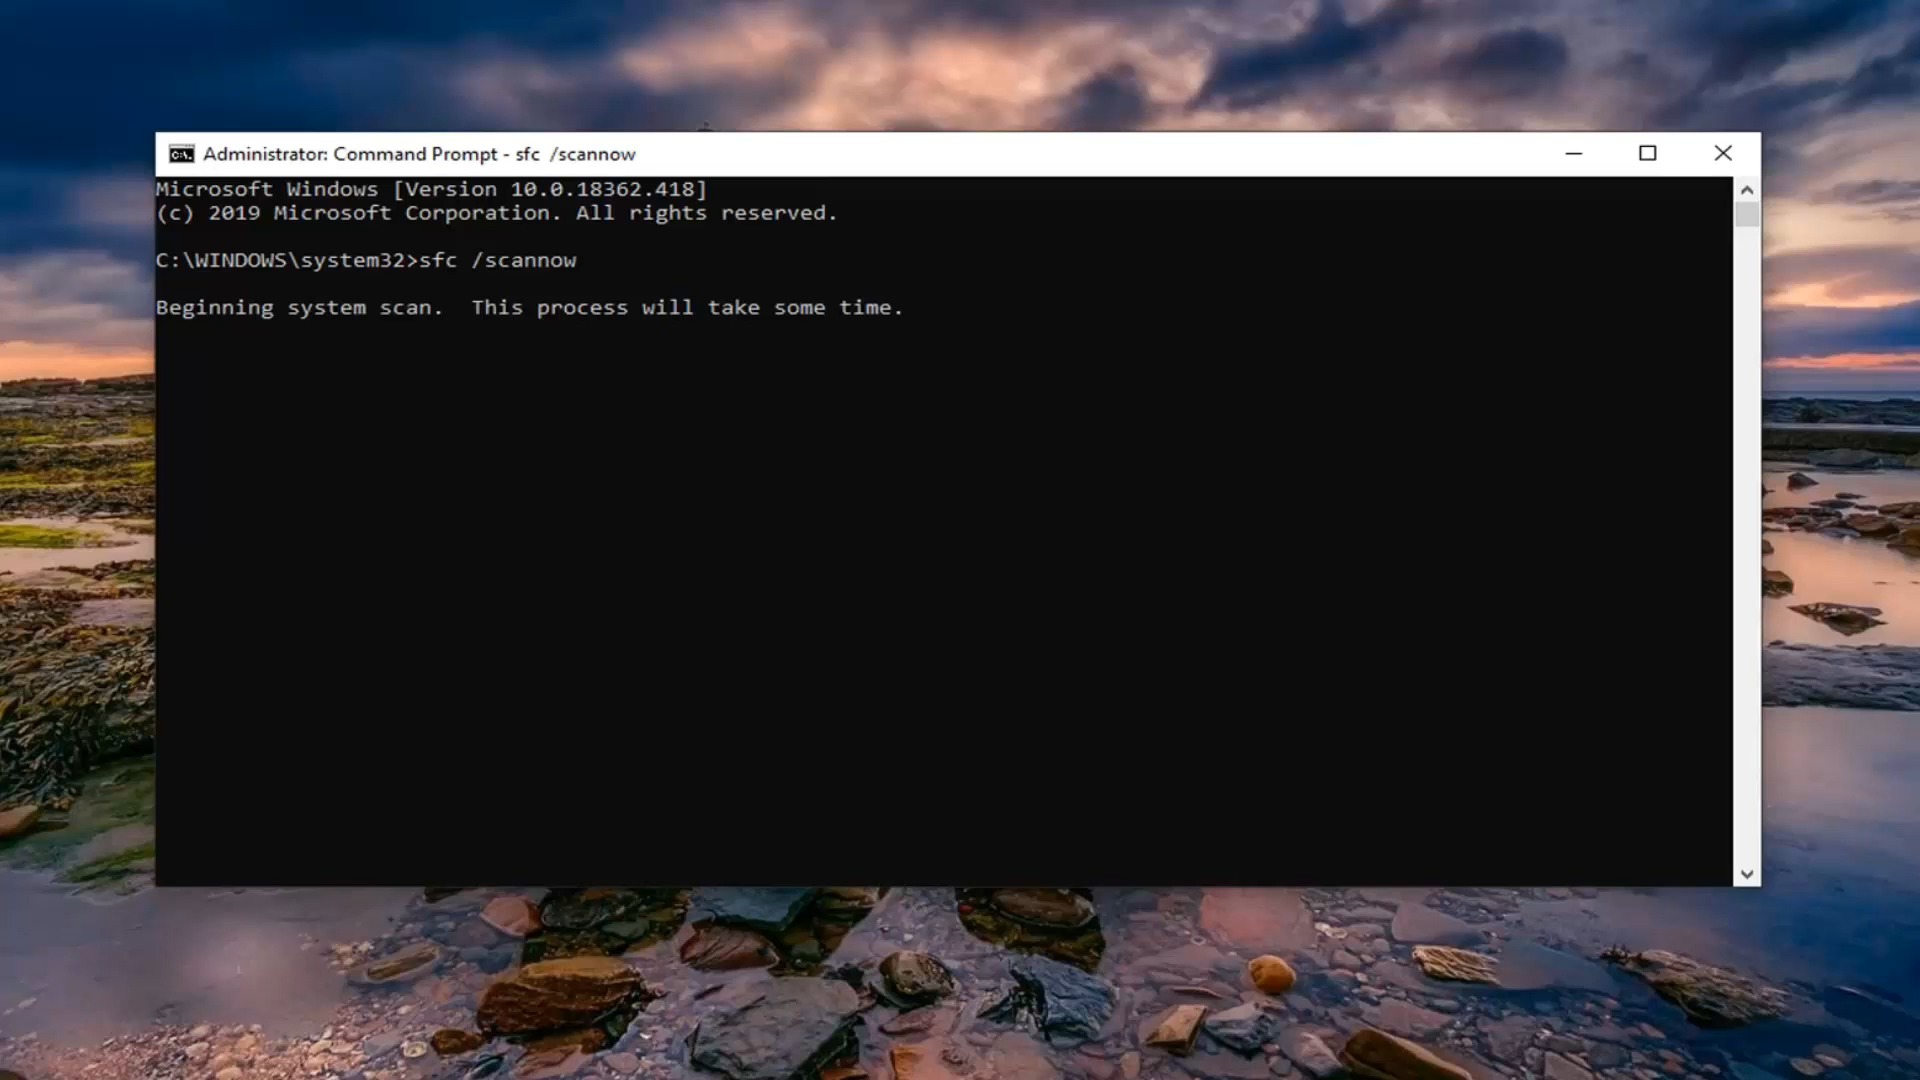 Administrator: Command Prompt - sfc  /scannow
Microsoft Windows [Version 10.0.18362.418]
(c) 2019 Microsoft Corporation. All rights reserved.
C:\WINDOWS\system32>sfc /scannow
Beginning system scan.  This process will take some time.